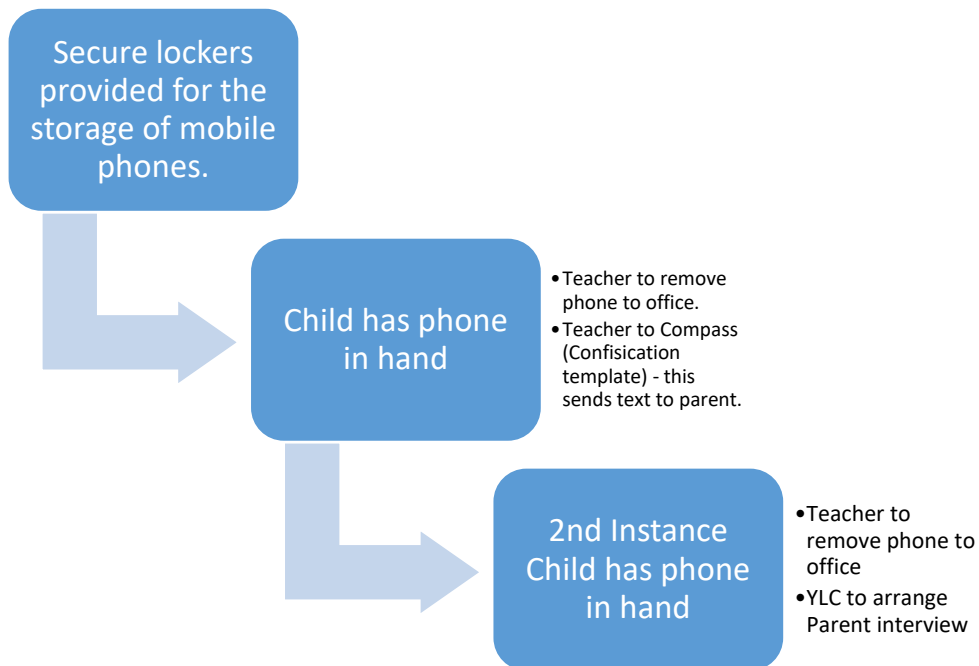 Secure lockers
provided for the
storage of mobile
phones.
Child has phone
in hand
•Teacher to remove
phone to office.
•Teacher to Compass
(Confisication
template) - this
sends text to parent.
2nd Instance
Child has phone
in hand
•Teacher to
remove phone to
office
•YLC to arrange
Parent interview